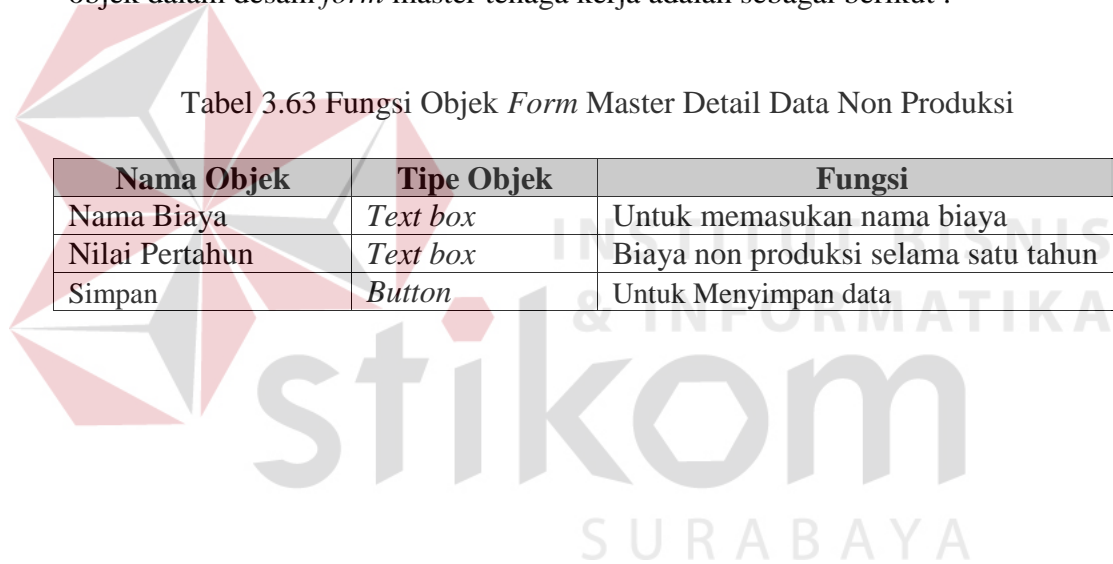 objek dalam desain form master tenaga kerja adalah sebagai berikut :
Tabel 3.63 Fungsi Objek Form Master Detail Data Non Produksi
Nama Objek Tipe Objek Fungsi
Nama Biaya Text box Untuk memasukan nama biaya
Nilai Pertahun Text box Biaya non produksi selama satu tahun
Simpan Button Untuk Menyimpan data
INSTITUT BISNIS
& INFORMATIKA
stikom
SURABAYA